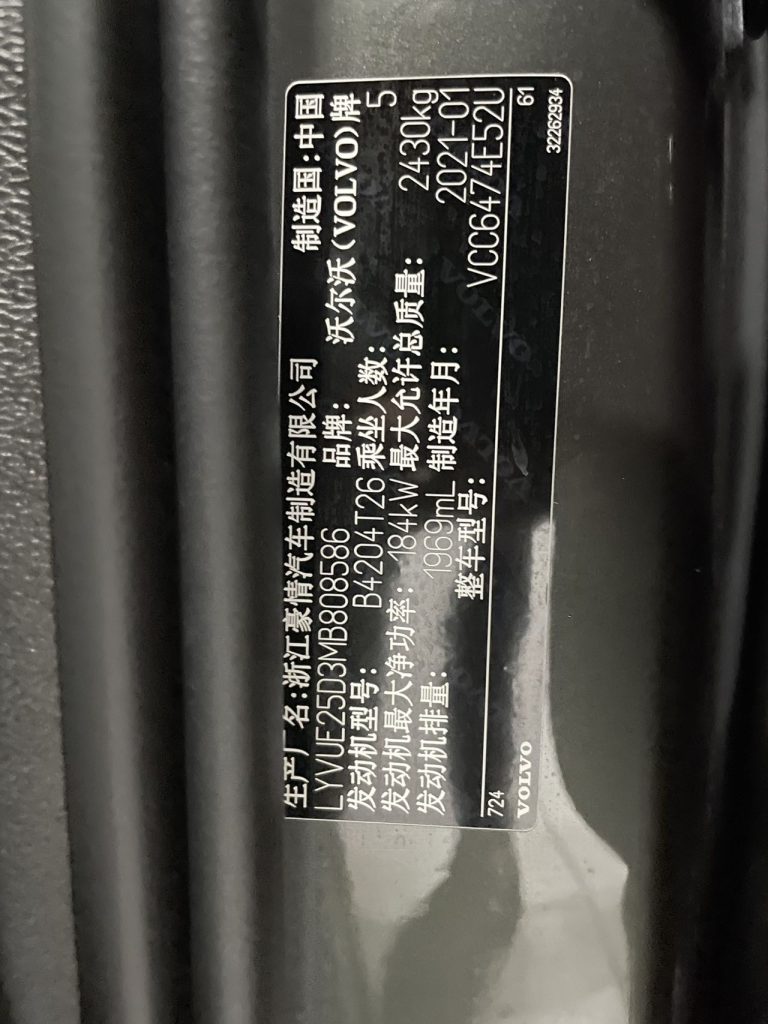 生产厂名:浙江豪情汽车制造有限公司 制造国:中国
LYVUE25D3MB808586 品牌: 沃尔沃(VOLVO)牌
发动机型号: B4204T26 乘坐人数: 5
发动机最大净功率: 184kW 最大允许总质量: 2430kg
发动机排量: 1969mL 制造年月: 2021-01
整车型号: VCC6474E52U
724 61
VOLVO 32262934